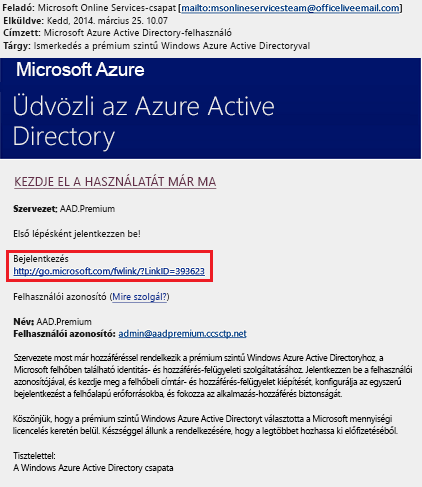 Feladó: Microsoft Online Services-csapat [mailto:msonlineservicesteam@officeliveemail.com]
Elküldve: Kedd, 2014. március 25. 10.07
Címzett: Microsoft Azure Active Directory-felhasználó
Tárgy: Ismerkedés a prémium szintű Windows Azure Active Directoryval
Microsoft Azure
Üdvözli az Azure Active
Directory
KEZDJE EL A HASZNÁLATÁT MÁR MA
Szervezet: AAD.Premium
Első lépésként jelentkezzen be!
Bejelentkezés
http://go.microsoft.com/fwlink/?LinkID=393623
Felhasználói azonosító (Mire szolgál?)
Név: AAD.Premium
Felhasználói azonosító: admin@aadpremium.ccsctp.net
Szervezete most már hozzáféréssel rendelkezik a prémium szintű Windows Azure Active Directoryhoz, a
Microsoft felhőben található identitás- és hozzáférés-felügyeleti szolgáltatásához. Jelentkezzen be a felhasználói
azonosítójával, és kezdje meg a felhőbeli címtár- és hozzáférés-felügyelet kiépítését, konfigurálja az egyszerű
bejelentkezést a felhőalapú erőforrásokba, és fokozza az alkalmazás-hozzáférés biztonságát.
Köszönjük, hogy a prémium szintű Windows Azure Active Directoryt választotta a Microsoft mennyiségi
licencelés keretén belül. Készséggel állunk a rendelkezésére, hogy a legtöbbet hozhassa ki előfizetéséből.
Tisztelettel:
A Windows Azure Active Directory csapata